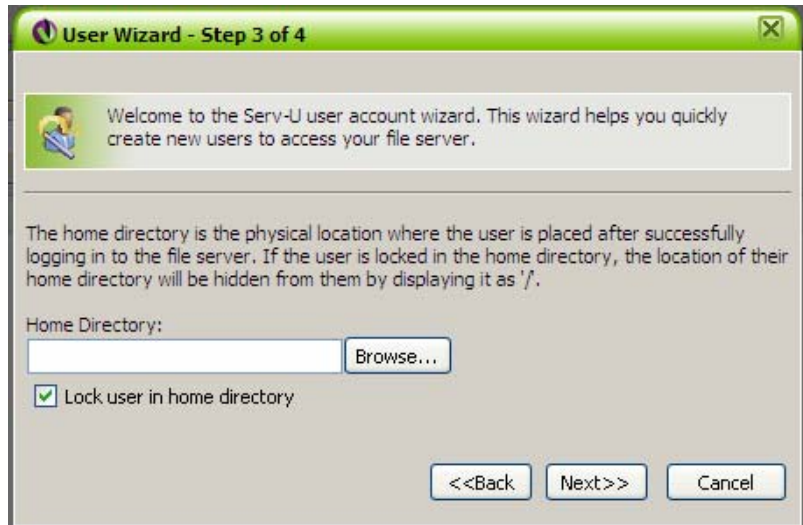 User Wizard - Step 3 of 4
Welcome to the Serv-U user account wizard. This wizard helps you quickly
create new users to access your file server.
The home directory is the physical location where the user is placed after successfully
logging in to the file server. If the user is locked in the home directory, the location of their
home directory will be hidden from them by displaying it as '/'.
Home Directory:
Browse...
Lock user in home directory
<<Back Next>> Cancel